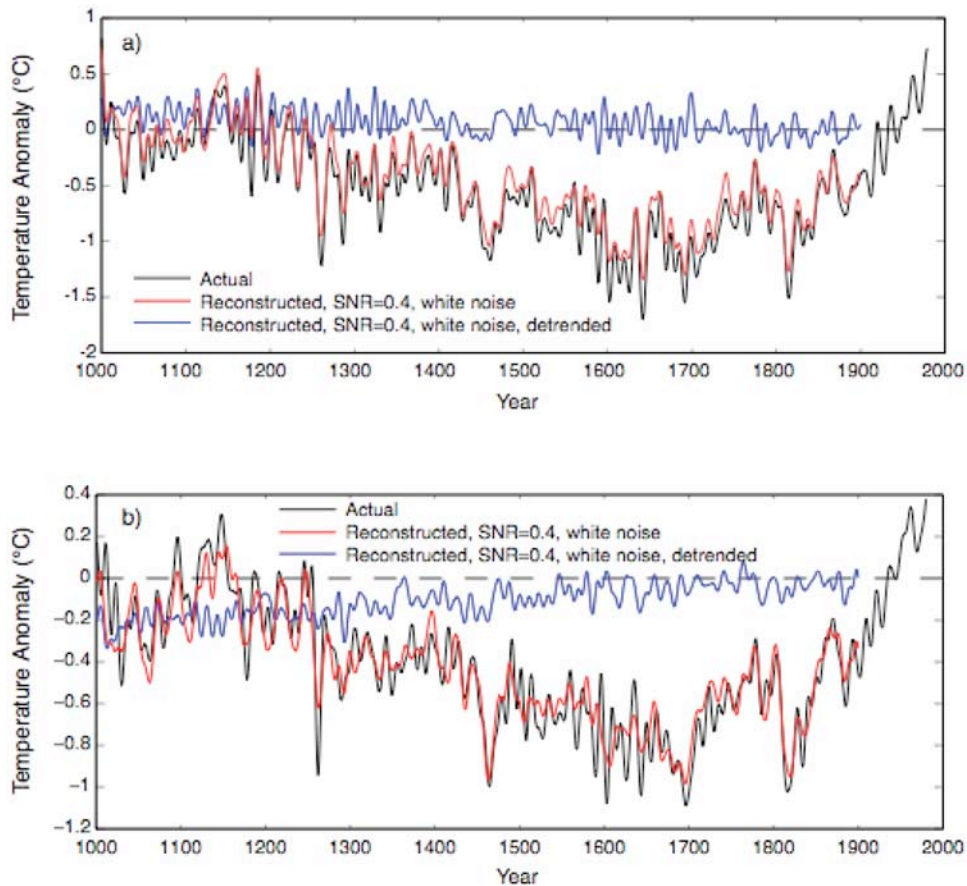 1
a)
0.5
0
-0.5
-1
-1.5
-2
Temperature Anomaly (°C)
Actual
Reconstructed, SNR=0.4, white noise
Reconstructed, SNR=0.4, white noise, detrended
1000 1100 1200 1300 1400 1500 1600 1700 1800 1900 2000
Year
0.4
b)
0.2
0
−0.2
−0.4
−0.6
−0.8
−1
−1.2
Temperature Anomaly (°C)
Actual
Reconstructed, SNR=0.4, white noise
Reconstructed, SNR=0.4, white noise, detrended
1000 1100 1200 1300 1400 1500 1600 1700 1800 1900 2000
Year